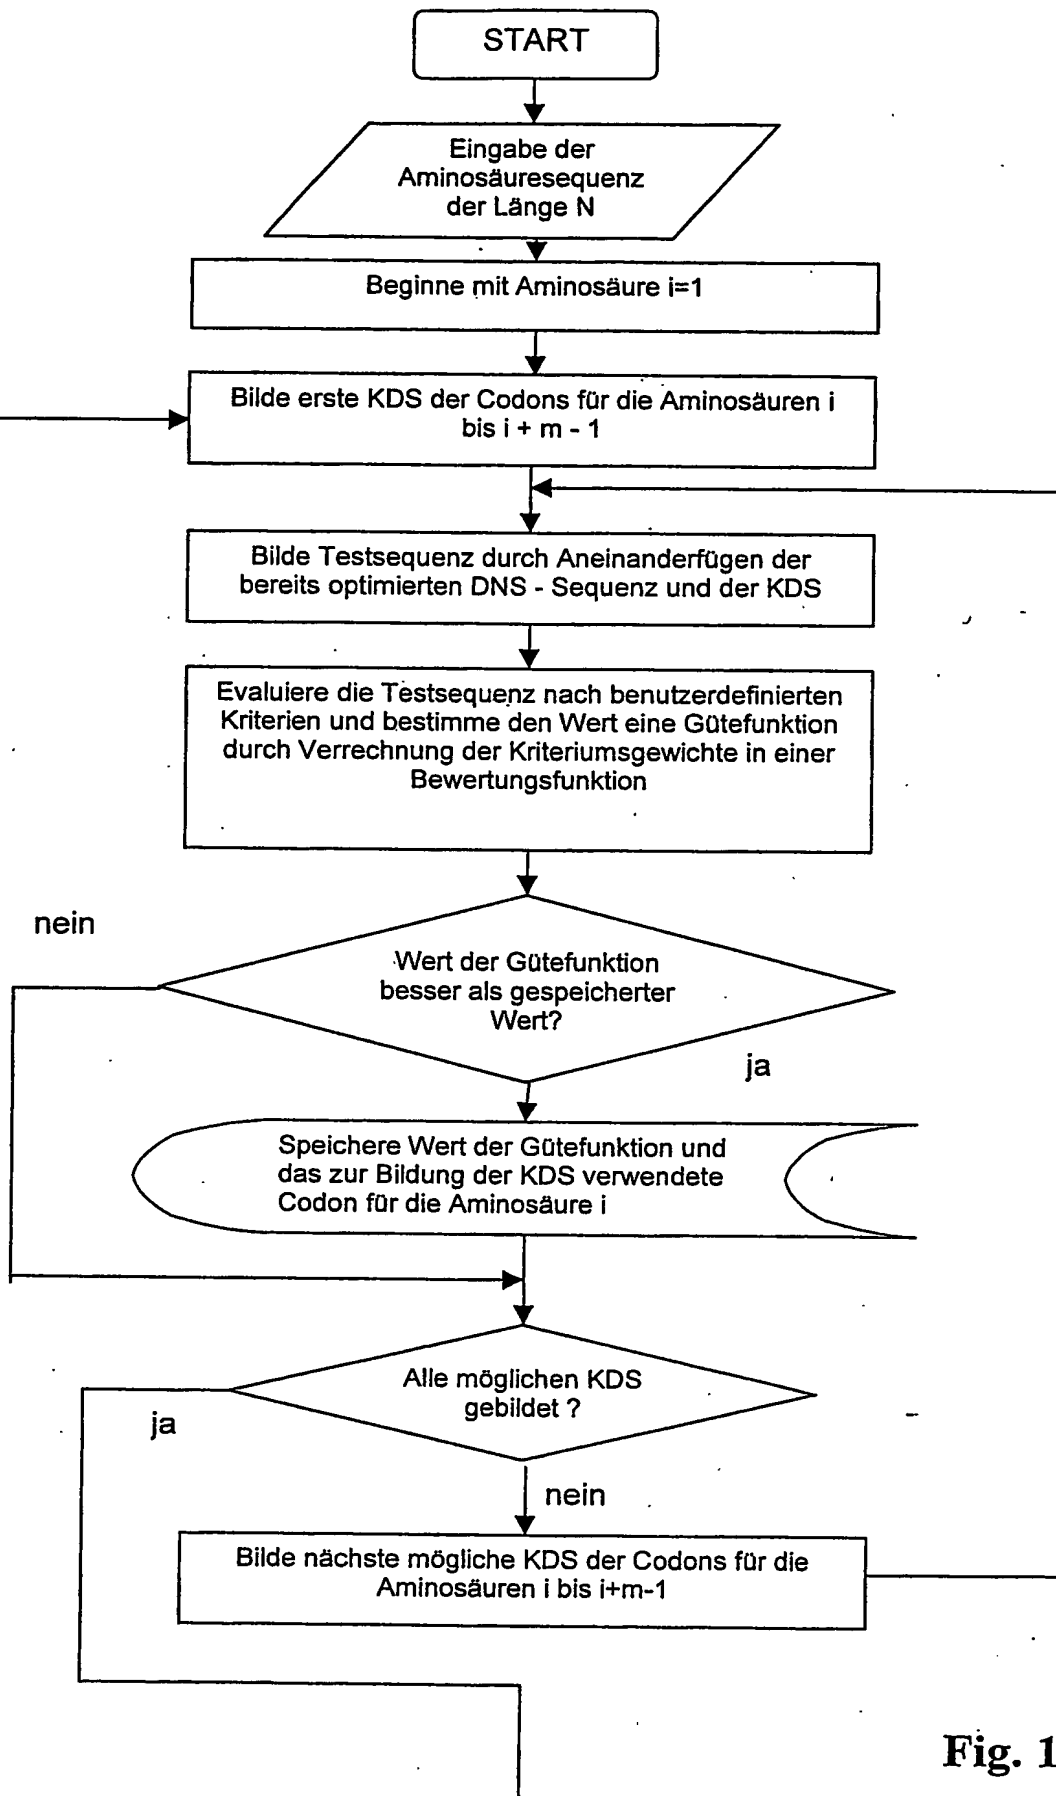 START
Eingabe der
Aminosäuresequenz
der Länge N
Beginne mit Aminosäure i=1
Bilde erste KDS der Codons für die Aminosäuren i
bis i + m - 1
Bilde Testsequenz durch Aneinanderfügen der
bereits optimierten DNS - Sequenz und der KDS
Evaluiere die Testsequenz nach benutzerdefinierten
Kriterien und bestimme den Wert eine Gütefunktion
durch Verrechnung der Kriteriumsgewichte in einer
Bewertungsfunktion
nein
Wert der Gütefunktion
besser als gespeicherter
Wert?
ja
Speichere Wert der Gütefunktion und
das zur Bildung der KDS verwendete
Codon für die Aminosäure i
Alle möglichen KDS
gebildet ?
ja
nein
Bilde nächste mögliche KDS der Codons für die
Aminosäuren i bis i+m-1
Fig. 1